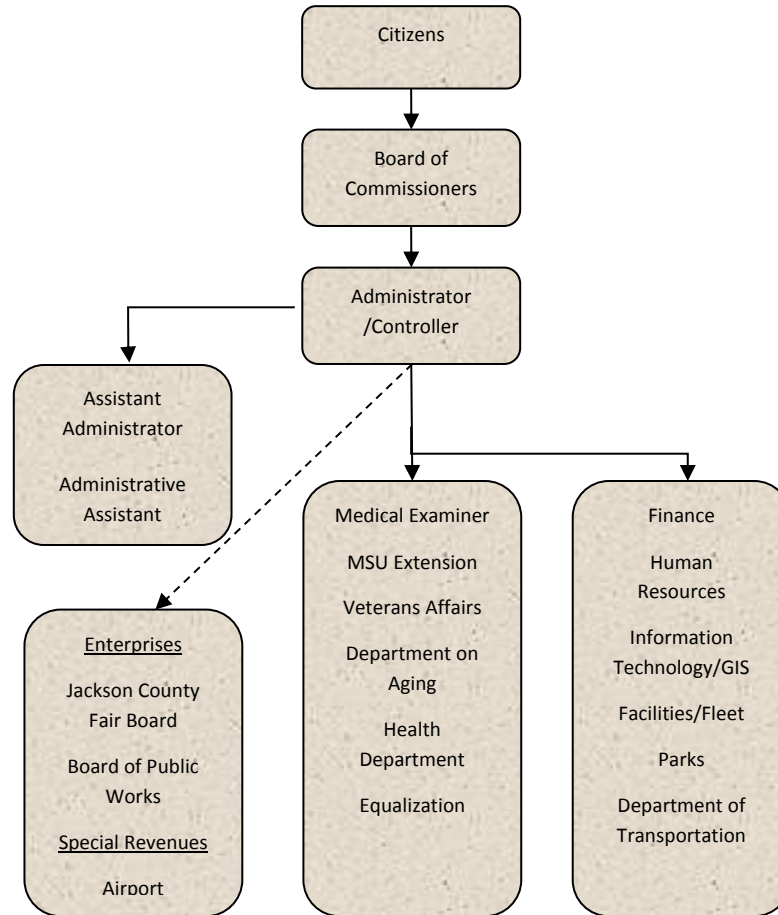 Citizens
Board of
Commissioners
Administrator
/Controller
Assistant
Administrator
Administrative
Assistant
Enterprises
Jackson County
Fair Board
Board of Public
Works
Special Revenues
Airport
Medical Examiner
MSU Extension
Veterans Affairs
Department on
Aging
Health
Department
Equalization
Finance
Human
Resources
Information
Technology/GIS
Facilities/Fleet
Parks
Department of
Transportation